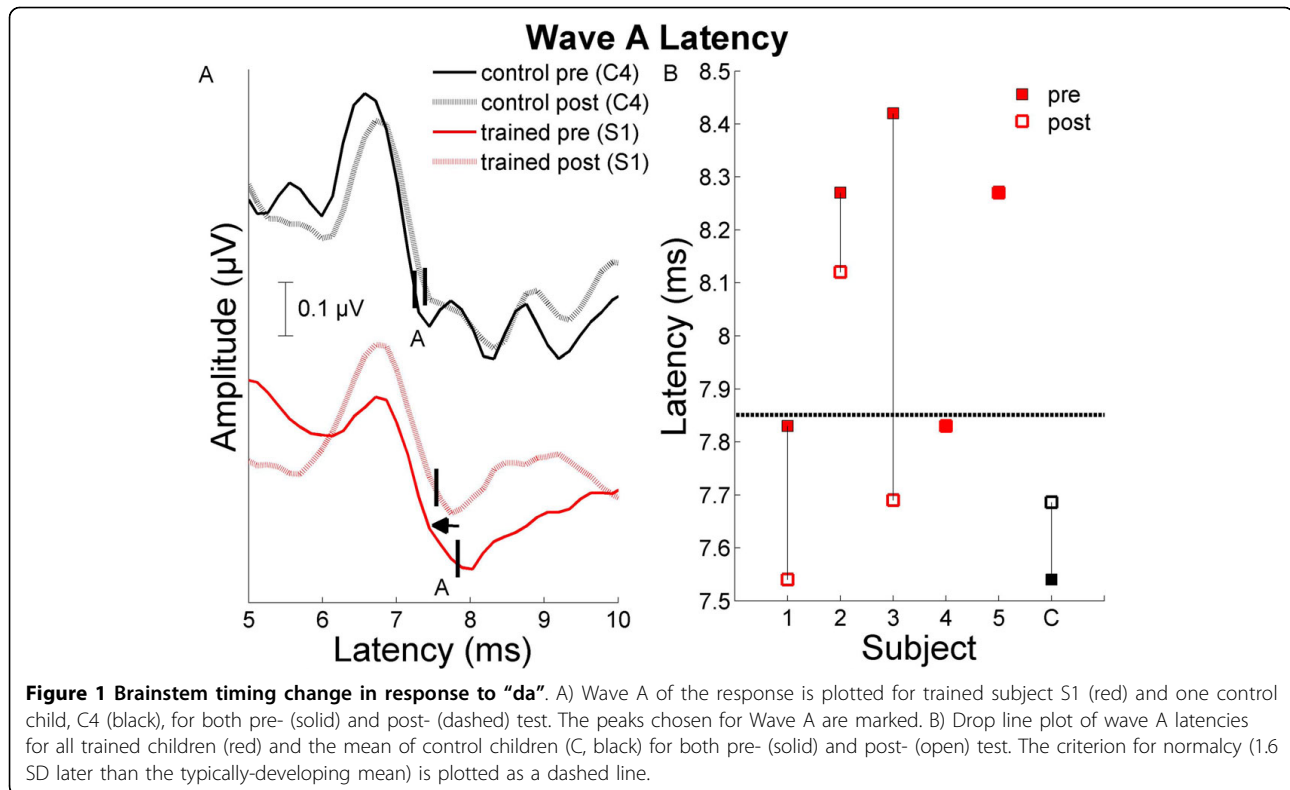 Wave A Latency
A
control pre (C4)
control post (C4)
trained pre (S1)
trained post (S1)
Amplitude (µV)
0.1 µV
A
A
5 6 7 8 9 10
Latency (ms)
B
pre
post
Latency (ms)
8.5
8.4
8.3
8.2
8.1
8
7.9
7.8
7.7
7.6
7.5
1 2 3 4 5 C
Subject
Figure 1 Brainstem timing change in response to “da”. A) Wave A of the response is plotted for trained subject S1 (red) and one control
child, C4 (black), for both pre- (solid) and post- (dashed) test. The peaks chosen for Wave A are marked. B) Drop line plot of wave A latencies
for all trained children (red) and the mean of control children (C, black) for both pre- (solid) and post- (open) test. The criterion for normalcy (1.6
SD later than the typically-developing mean) is plotted as a dashed line.